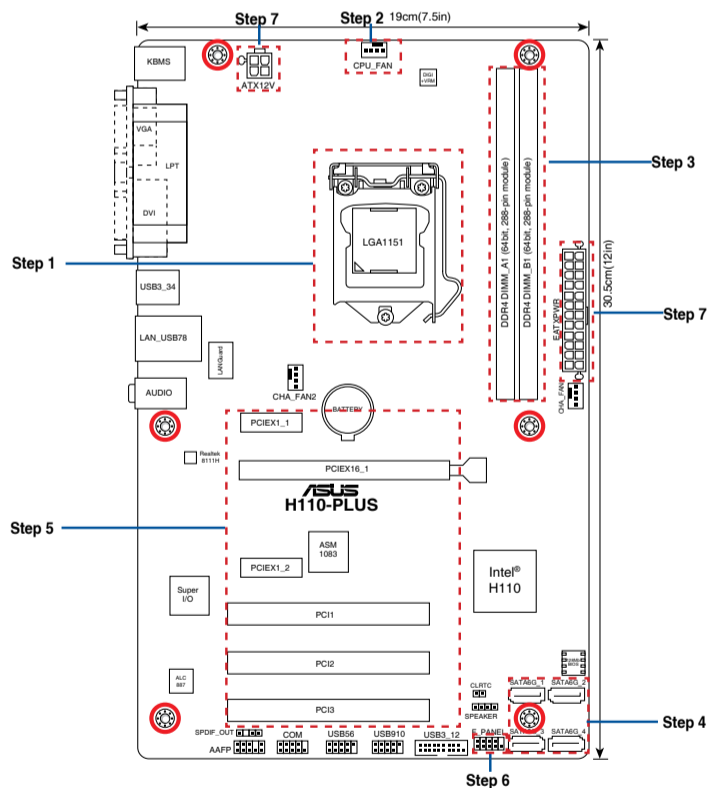 Step 7
Step 2
19cm(7.5in)
KBMS
ATX12V
CPU_FAN
DIGI
+VRM
VGA
LPT
DVI
Step 3
DDR4 DIMM_A1 (64bit, 288-pin module)
DDR4 DIMM_B1 (64bit, 288-pin module)
LGA1151
Step 1
USB3_34
30.5cm(12in)
EATXPWR
Step 7
LAN_USB78
LANGuard
AUDIO
CHA_FAN2
BATTERY
PCIEX1_1
Realtek
8111H
PCIEX16_1
ASUS
H110-PLUS
Step 5
ASM
1083
PCIEX1_2
Intel®
H110
Super
I/O
PCI1
PCI2
ALC
887
CLRTC
SATA6G_1
SATA6G_2
SPEAKER
PCI3
Step 4
SPDIF_OUT
AAFP
COM
USB56
USB910
USB3_12
F_PANEL
SATA6G_3
SATA6G_4
Step 6